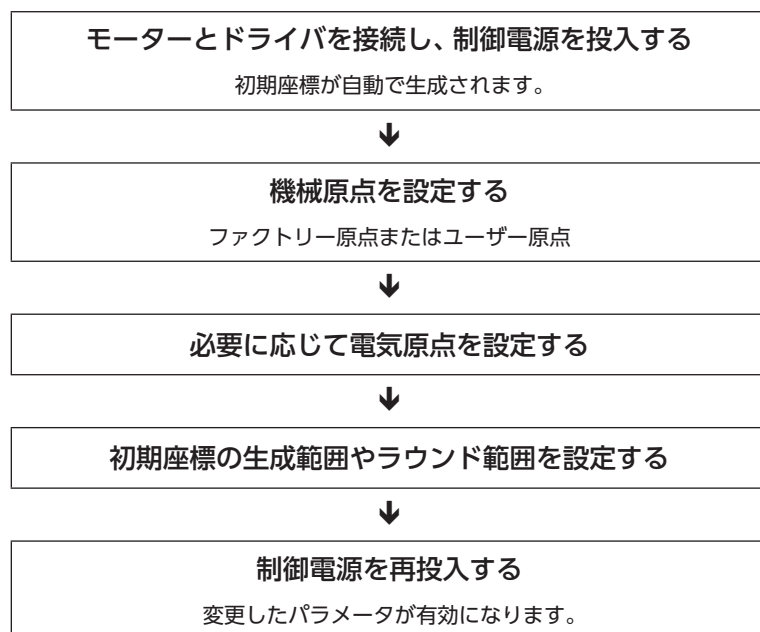 モーターとドライバを接続し、制御電源を投入する
初期座標が自動で生成されます。
機械原点を設定する
ファクトリー原点またはユーザー原点
必要に応じて電気原点を設定する
初期座標の生成範囲やラウンド範囲を設定する
制御電源を再投入する
変更したパラメータが有効になります。